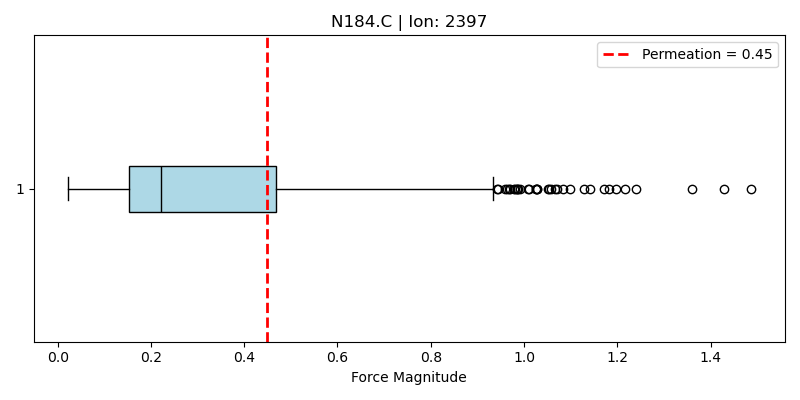 N184.C | Ion: 2397
Permeation = 0.45
1
0.0 0.2 0.4 0.6 0.8 1.0 1.2 1.4
Force Magnitude